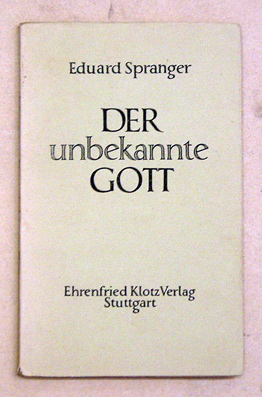 Eduard Spranger
DER
unbekannte
GOTT
Ehrenfried Klotz Verlag
Stuttgart